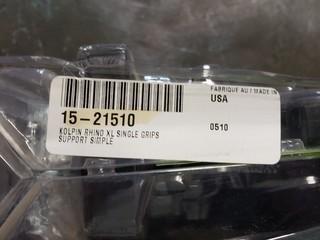 FABRIQUE AU / MADE IN
USA
15-21510
0510
KOLPIN RHINO XL SINGLE GRIPS
SUPPORT SIMPLE